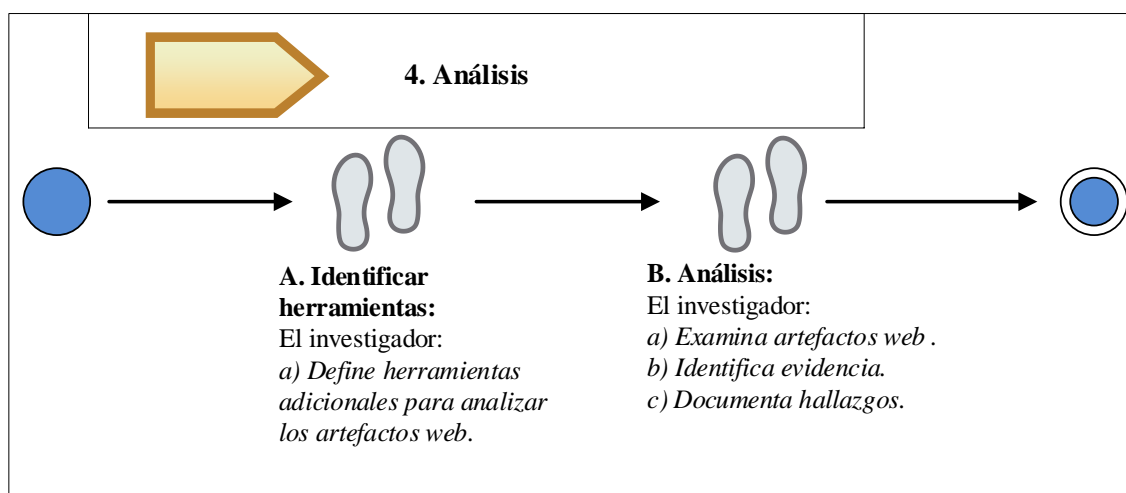 4. Análisis
A. Identificar
herramientas:
El investigador:
a) Define herramientas
adicionales para analizar
los artefactos web.
B. Análisis:
El investigador:
a) Examina artefactos web .
b) Identifica evidencia.
c) Documenta hallazgos.